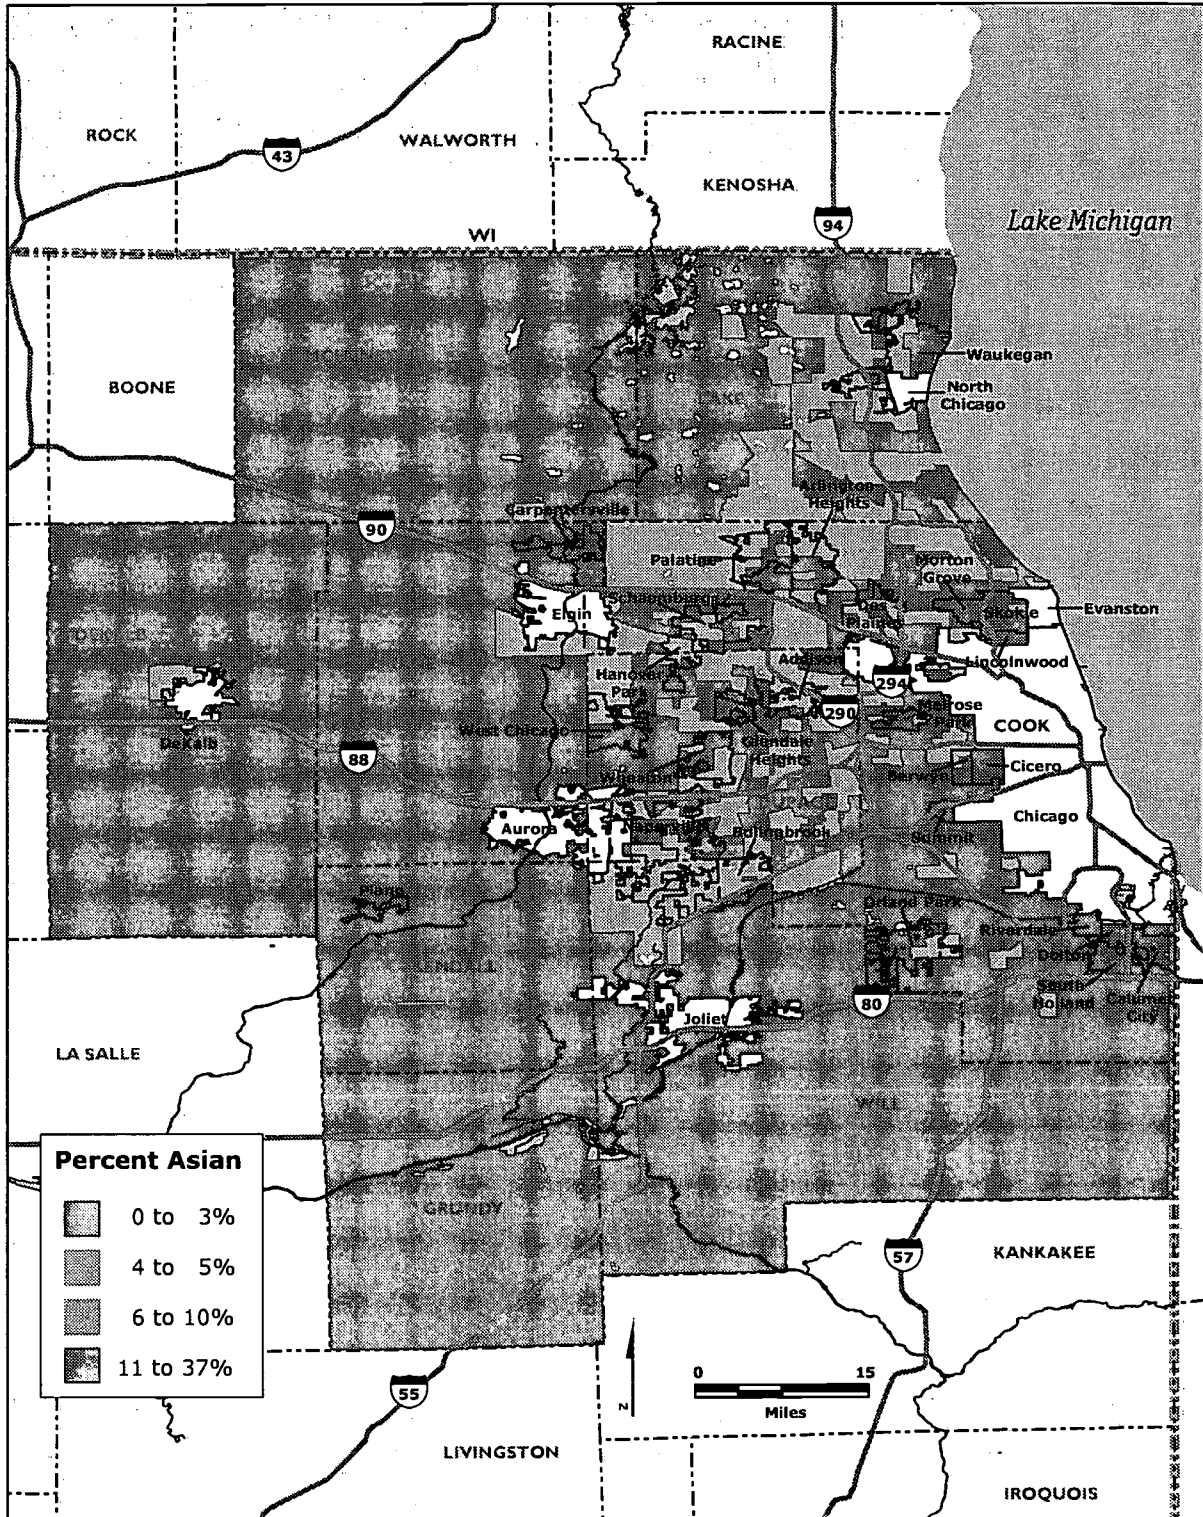 RACINE
ROCK
43
WALWORTH
KENOSHA
94
Lake Michigan
WI
BOONE
Waukegan
LAKE
North
Chicago
Arlington
Heights
Carpentersville
90
Palatine
Morton
Grove
Schaumburg
Elgin
Des
Plaines
Skokie
Evanston
Addison
Lincolnwood
Hanover
Park
294
290
Melrose
Park
COOK
West Chicago
DeKalb
Glendale
Heights
88
Wheaton
Berwyn
Cicero
Aurora
Naperville
Bolingbrook
Chicago
Summit
Plano
Orland Park
Riverdale
Dolton
KENDALL
South
Holland
Calumet
City
80
Joliet
LA SALLE
WILL
Percent Asian
0 to 3%
4 to 5%
6 to 10%
11 to 37%
GRUNDY
57
KANKAKEE
0 15
Miles
N
55
LIVINGSTON
IROQUOIS